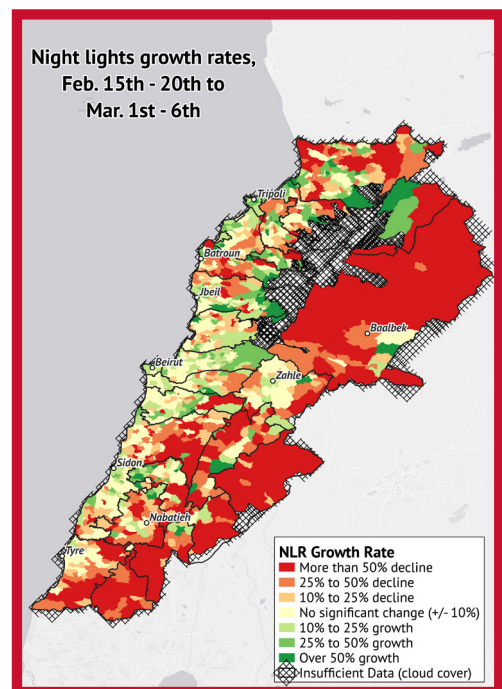 Night lights growth rates,
Feb. 15th - 20th to
Mar. 1st - 6th
Tripoli
Batroun
Jbeil
Baalbek
Beirut
Zahle
Sidon
Nabatieh
Tyre
NLR Growth Rate
More than 50% decline
25% to 50% decline
10% to 25% decline
No significant change (+/- 10%)
10% to 25% growth
25% to 50% growth
Over 50% growth
Insufficient Data (cloud cover)